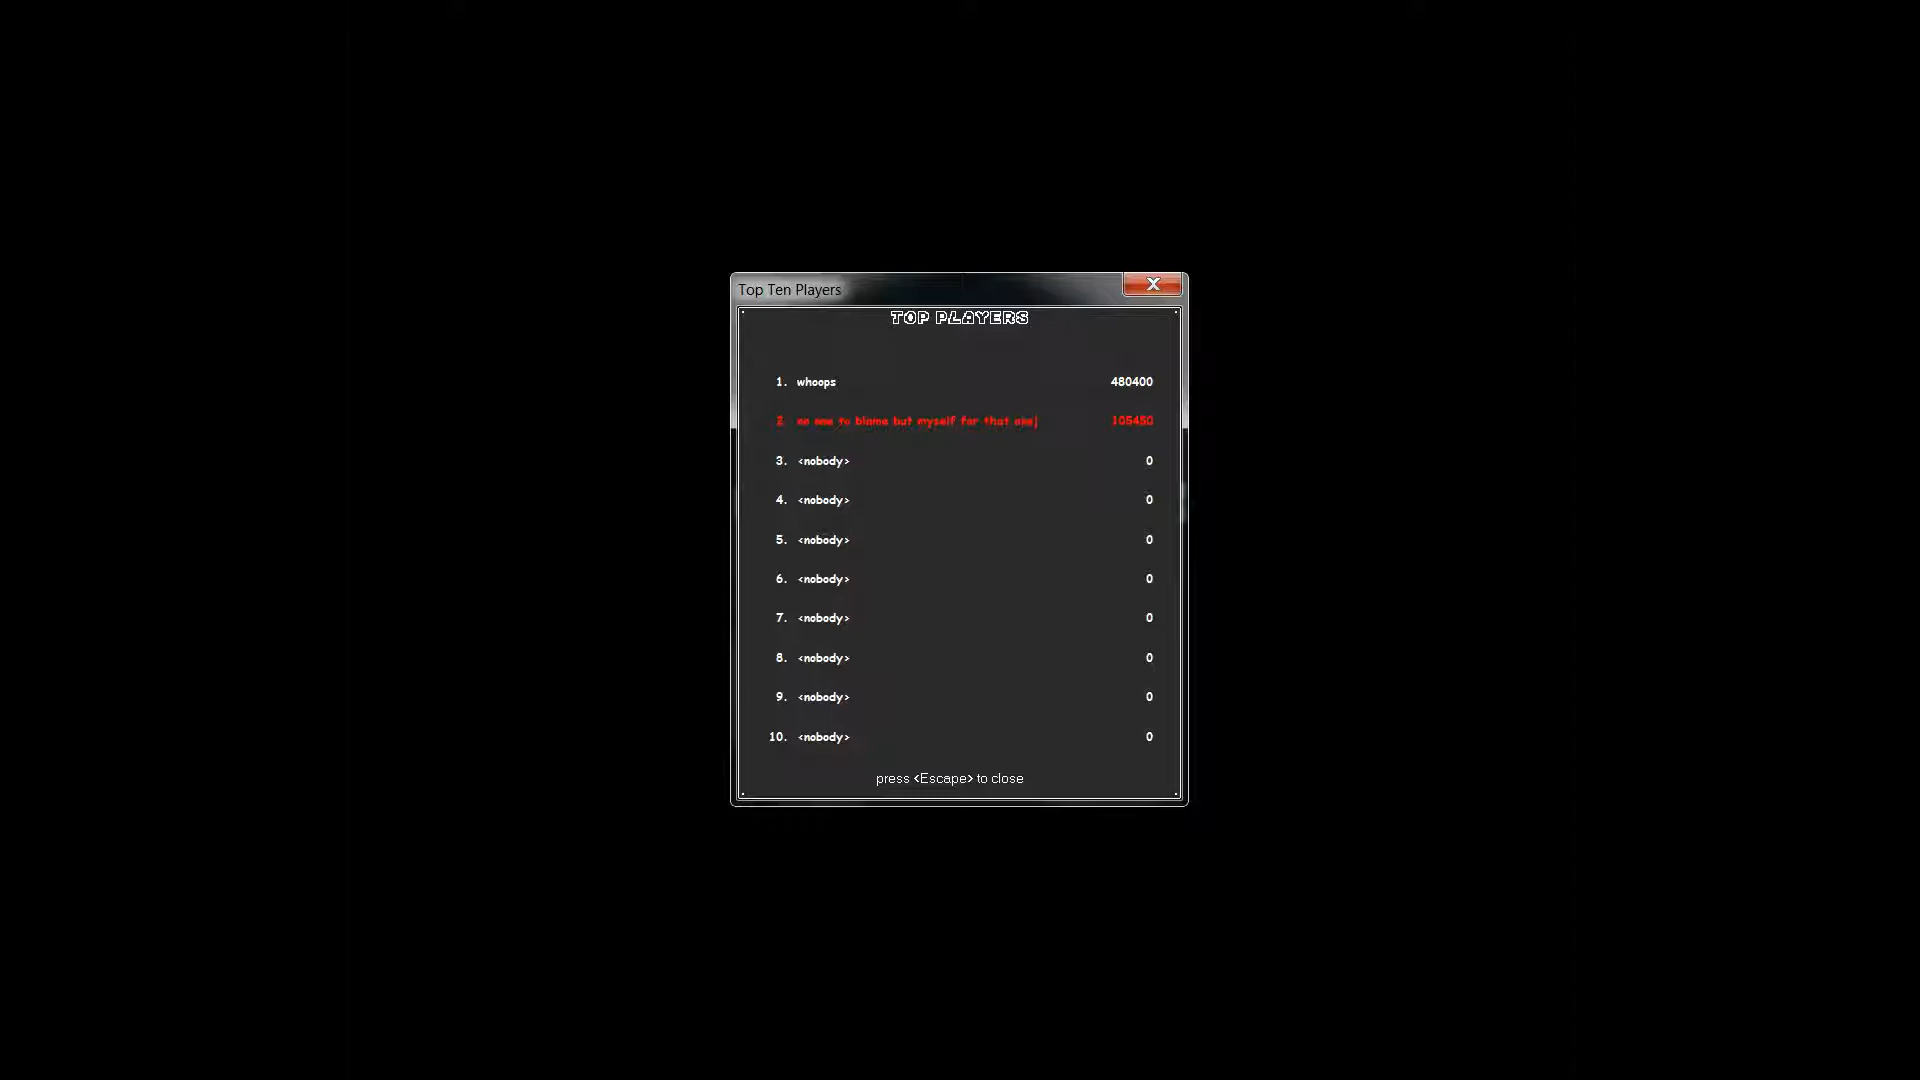 Top Ten Players
X
TOP PLAYERS
1. whoops 480400
2. no one to blame but myself for that one| 105450
3. <nobody> 0
4. <nobody> 0
5. <nobody> 0
6. <nobody> 0
7. <nobody> 0
8. <nobody> 0
9. <nobody> 0
10. <nobody> 0
press <Escape> to close